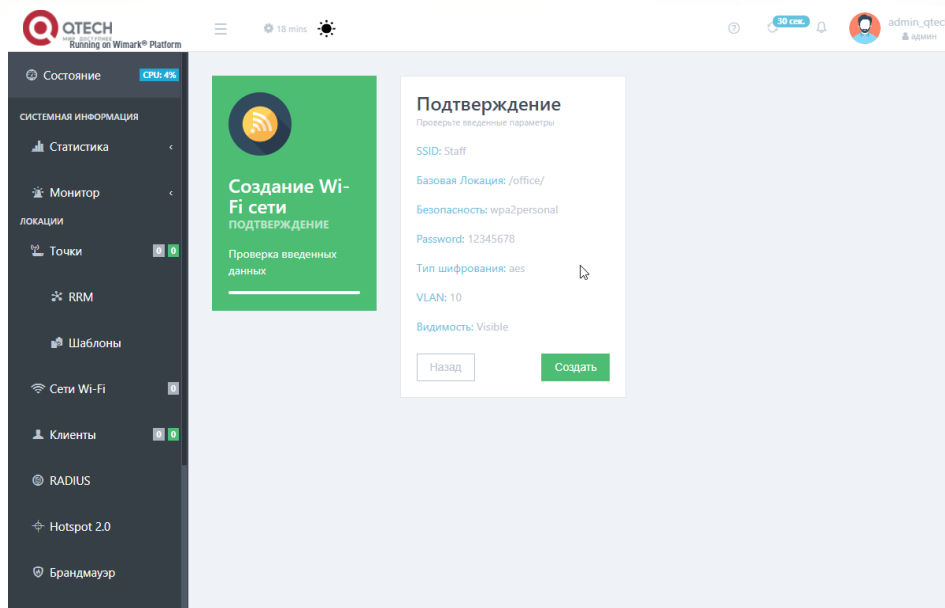 QTECH
МИР ДОСТУПНЕЕ
Running on Wimark® Platform
18 mins
30 сек.
admin_qtec
админ
Состояние
CPU: 4%
СИСТЕМНАЯ ИНФОРМАЦИЯ
Статистика
Монитор
ЛОКАЦИИ
Точки
0 0
RRM
Шаблоны
Сети Wi-Fi
0
Клиенты
0 0
RADIUS
Hotspot 2.0
Брандмауэр
Создание Wi-
Fi сети
ПОДТВЕРЖДЕНИЕ
Проверка введенных
данных
Подтверждение
Проверьте введенные параметры
SSID: Staff
Базовая Локация: /office/
Безопасность: wpa2personal
Password: 12345678
Тип шифрования: aes
VLAN: 10
Видимость: Visible
Назад
Создать